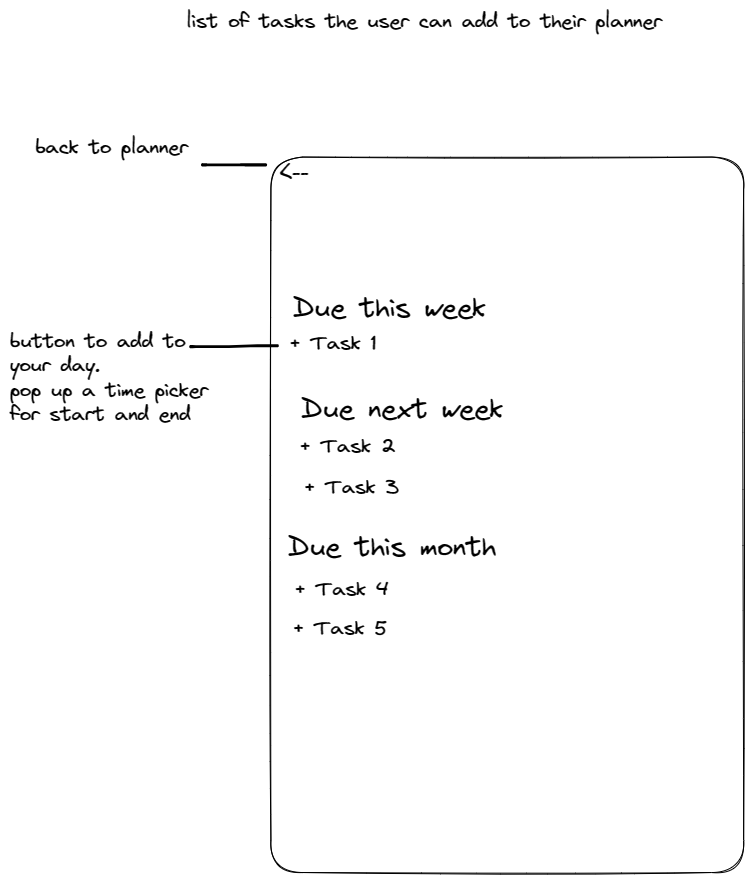 list of tasks the user can add to their planner
back to planner
<--
Due this week
+ Task 1
button to add to
your day.
pop up a time picker
for start and end
Due next week
+ Task 2
+ Task 3
Due this month
+ Task 4
+ Task 5